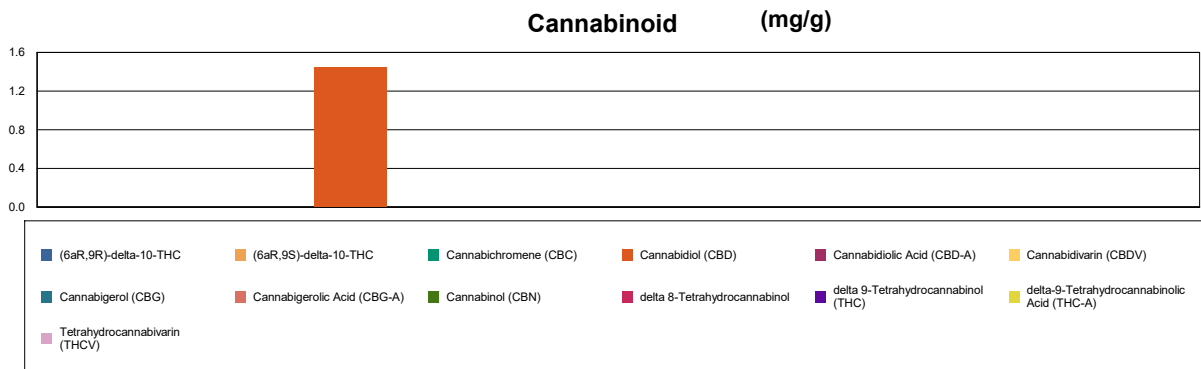 Cannabinoid (mg/g)
1.6
1.2
0.8
0.4
0.0
(6aR,9R)-delta-10-THC (6aR,9S)-delta-10-THC Cannabichromene (CBC) Cannabidiol (CBD) Cannabidiolic Acid (CBD-A) Cannabidivarin (CBDV)
Cannabigerol (CBG) Cannabigerolic Acid (CBG-A) Cannabinol (CBN) delta 8-Tetrahydrocannabinol delta 9-Tetrahydrocannabinol
(THC)
delta-9-Tetrahydrocannabinolic
Acid (THC-A)
Tetrahydrocannabivarin
(THCV)